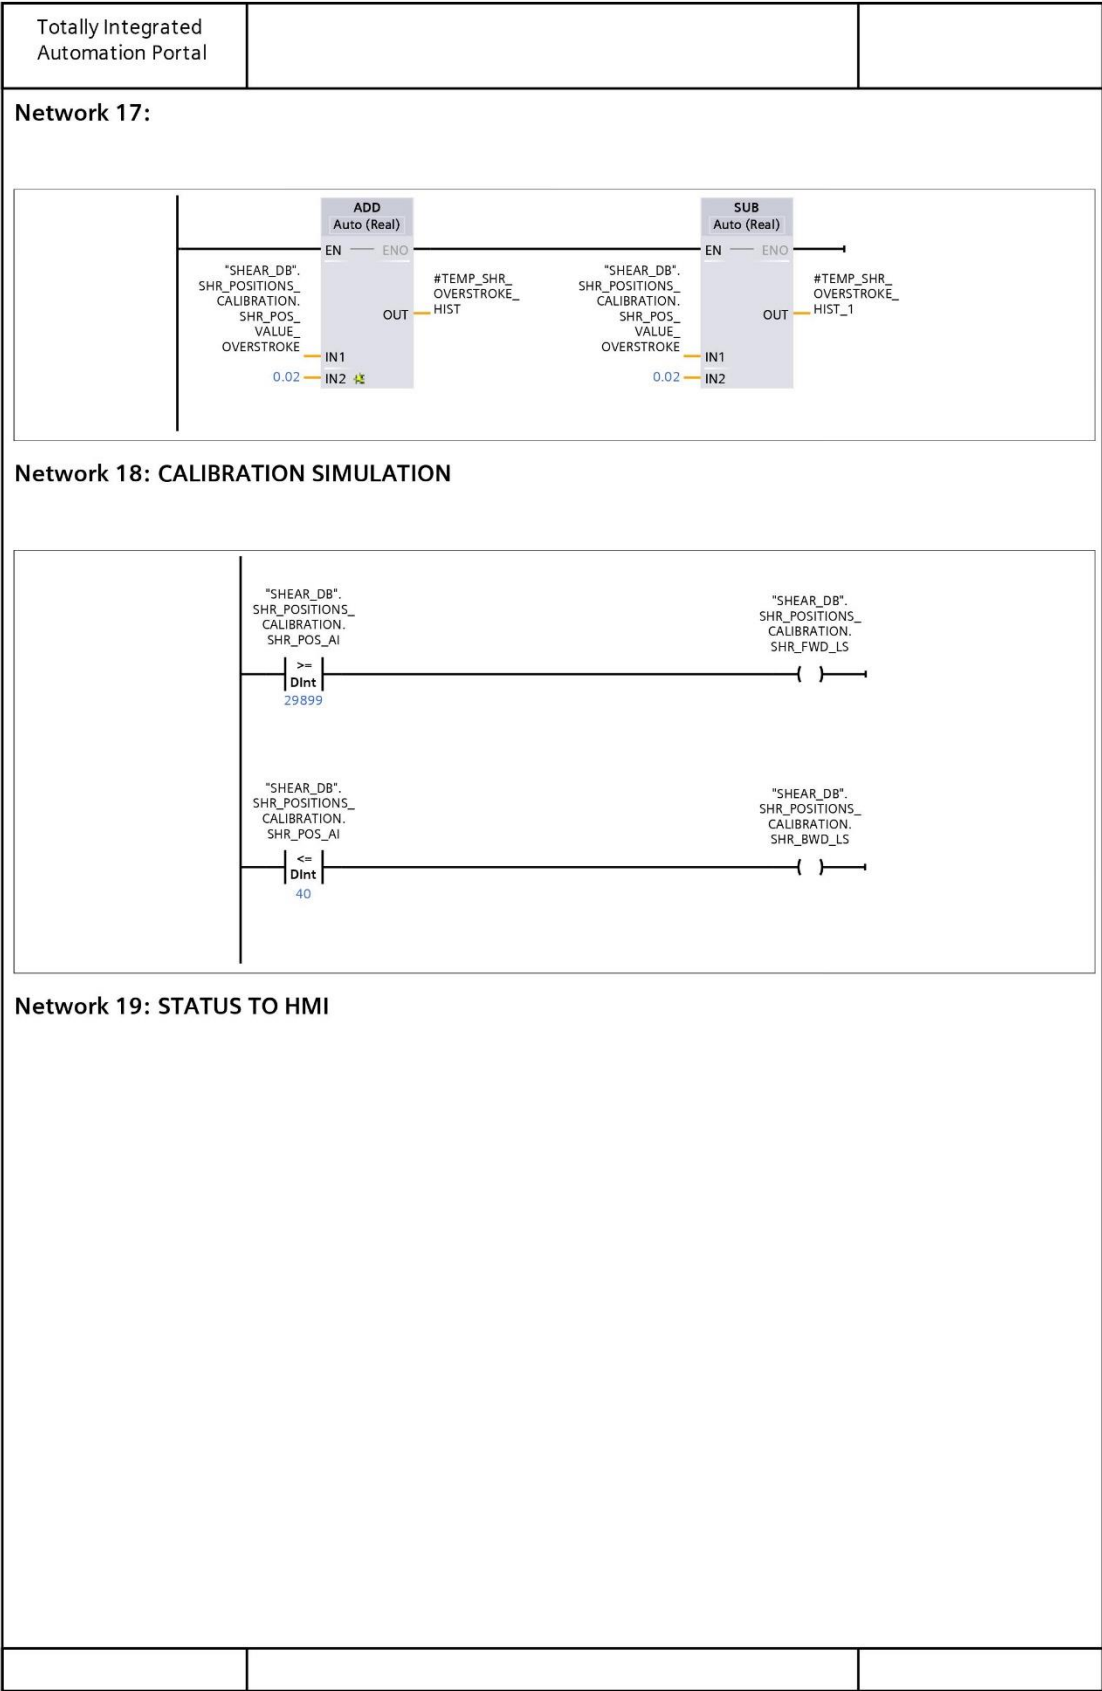 Totally Integrated
Automation Portal
Network 17:
ADD
Auto (Real)
EN
ENO
"SHEAR_DB".
SHR_POSITIONS_
CALIBRATION.
SHR_POS_
VALUE_
OVERSTROKE
IN1
0.02
IN2
OUT
#TEMP_SHR_
OVERSTROKE_
HIST
SUB
Auto (Real)
EN
ENO
"SHEAR_DB".
SHR_POSITIONS_
CALIBRATION.
SHR_POS_
VALUE_
OVERSTROKE
IN1
0.02
IN2
OUT
#TEMP_SHR_
OVERSTROKE_
HIST_1
Network 18: CALIBRATION SIMULATION
"SHEAR_DB".
SHR_POSITIONS_
CALIBRATION.
SHR_POS_AI
>=
DInt
29899
"SHEAR_DB".
SHR_POSITIONS_
CALIBRATION.
SHR_FWD_LS
"SHEAR_DB".
SHR_POSITIONS_
CALIBRATION.
SHR_POS_AI
<=
DInt
40
"SHEAR_DB".
SHR_POSITIONS_
CALIBRATION.
SHR_BWD_LS
Network 19: STATUS TO HMI